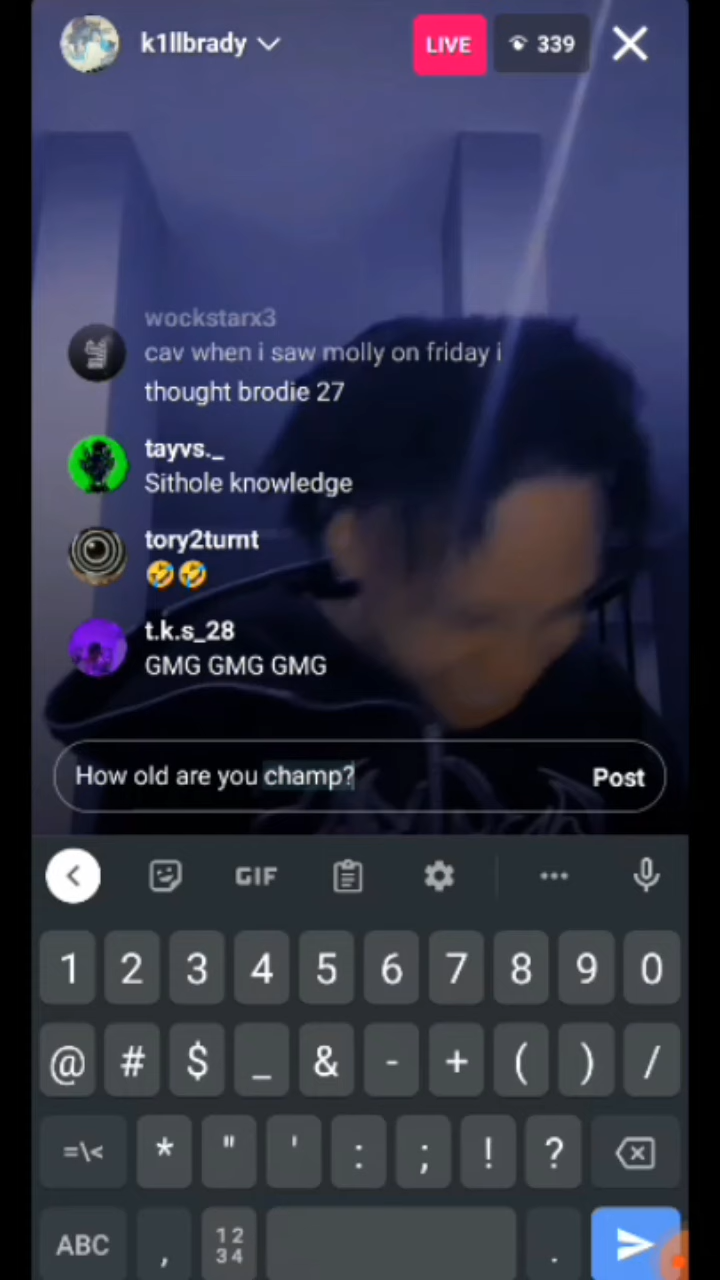 k1llbrady
LIVE
339
wockstarx3
cav when i saw molly on friday i
thought brodie 27
tayvs._
Sithole knowledge
tory2turnt
🤣🤣
t.k.s_28
GMG GMG GMG
How old are you champ?
Post
GIF
1 2 3 4 5 6 7 8 9 0
@ # $ _ & - + ( ) /
=\< * " ' : ; ! ?
ABC , 12 .
34